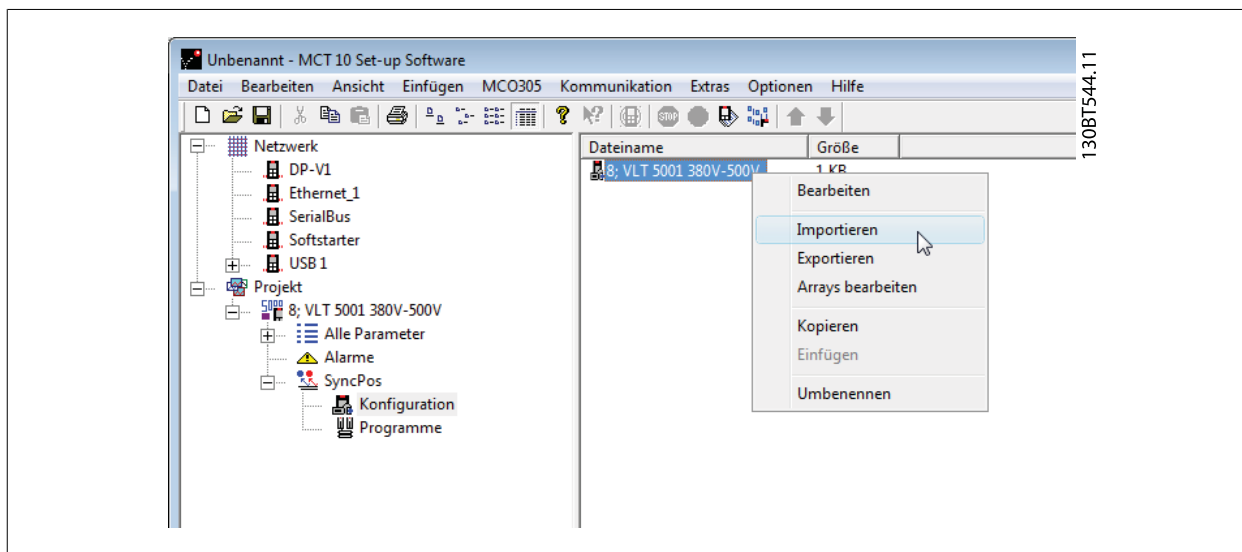 Unbenannt - MCT 10 Set-up Software
Datei Bearbeiten Ansicht Einfügen MCO305 Kommunikation Extras Optionen Hilfe
STOP
Netzwerk
DP-V1
Ethernet_1
SerialBus
Softstarter
USB 1
Projekt
5000
8; VLT 5001 380V-500V
Alle Parameter
Alarme
SyncPos
Konfiguration
Programme
Dateiname Größe
8; VLT 5001 380V-500V 1 KB
Bearbeiten
Importieren
Exportieren
Arrays bearbeiten
Kopieren
Einfügen
Umbenennen
130BT544.11